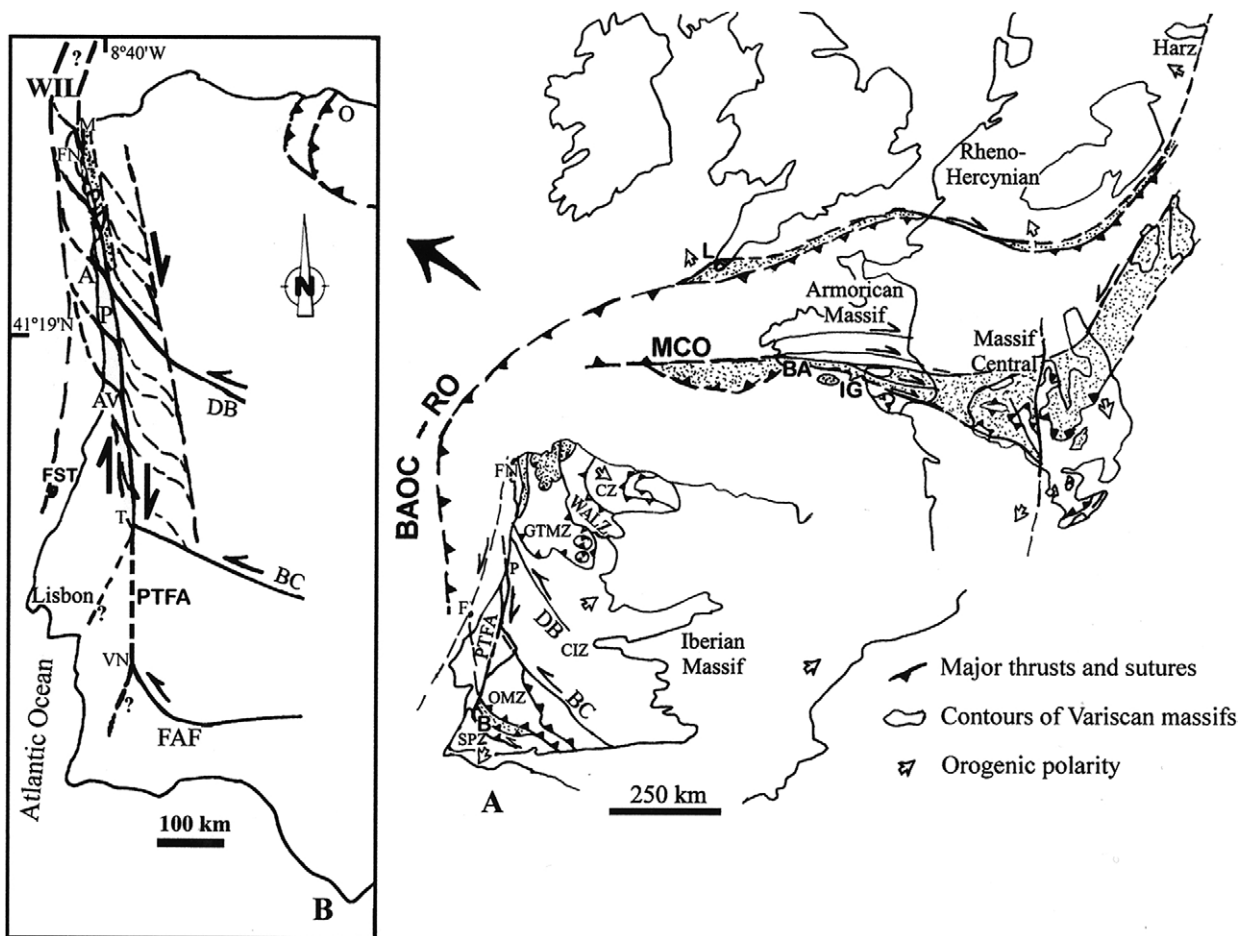 8°40'W
?
WIL
M
O
FN
N
A
41°19'N
P
DB
AV
FST
T
BC
Lisbon
?
PTFA
VN
?
FAF
Atlantic Ocean
100 km
B
Harz
Rheno-
Hercynian
L
Armorican
Massif
MCO
BA
IG
Massif
Central
BAOC – RO
FN
CZ
WALZ
GTMZ
P
F
PTFA
DB
CIZ
Iberian
Massif
OMZ
BC
B
SPZ
A
250 km
Major thrusts and sutures
Contours of Variscan massifs
Orogenic polarity